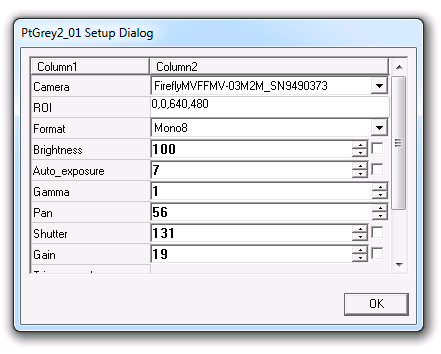 PtGrey2_01 Setup Dialog
Column1 Column2
Camera FireflyMVFFMV-03M2M_SN9490373
ROI 0,0,640,480
Format Mono8
Brightness 100
Auto_exposure 7
Gamma 1
Pan 56
Shutter 131
Gain 19
OK